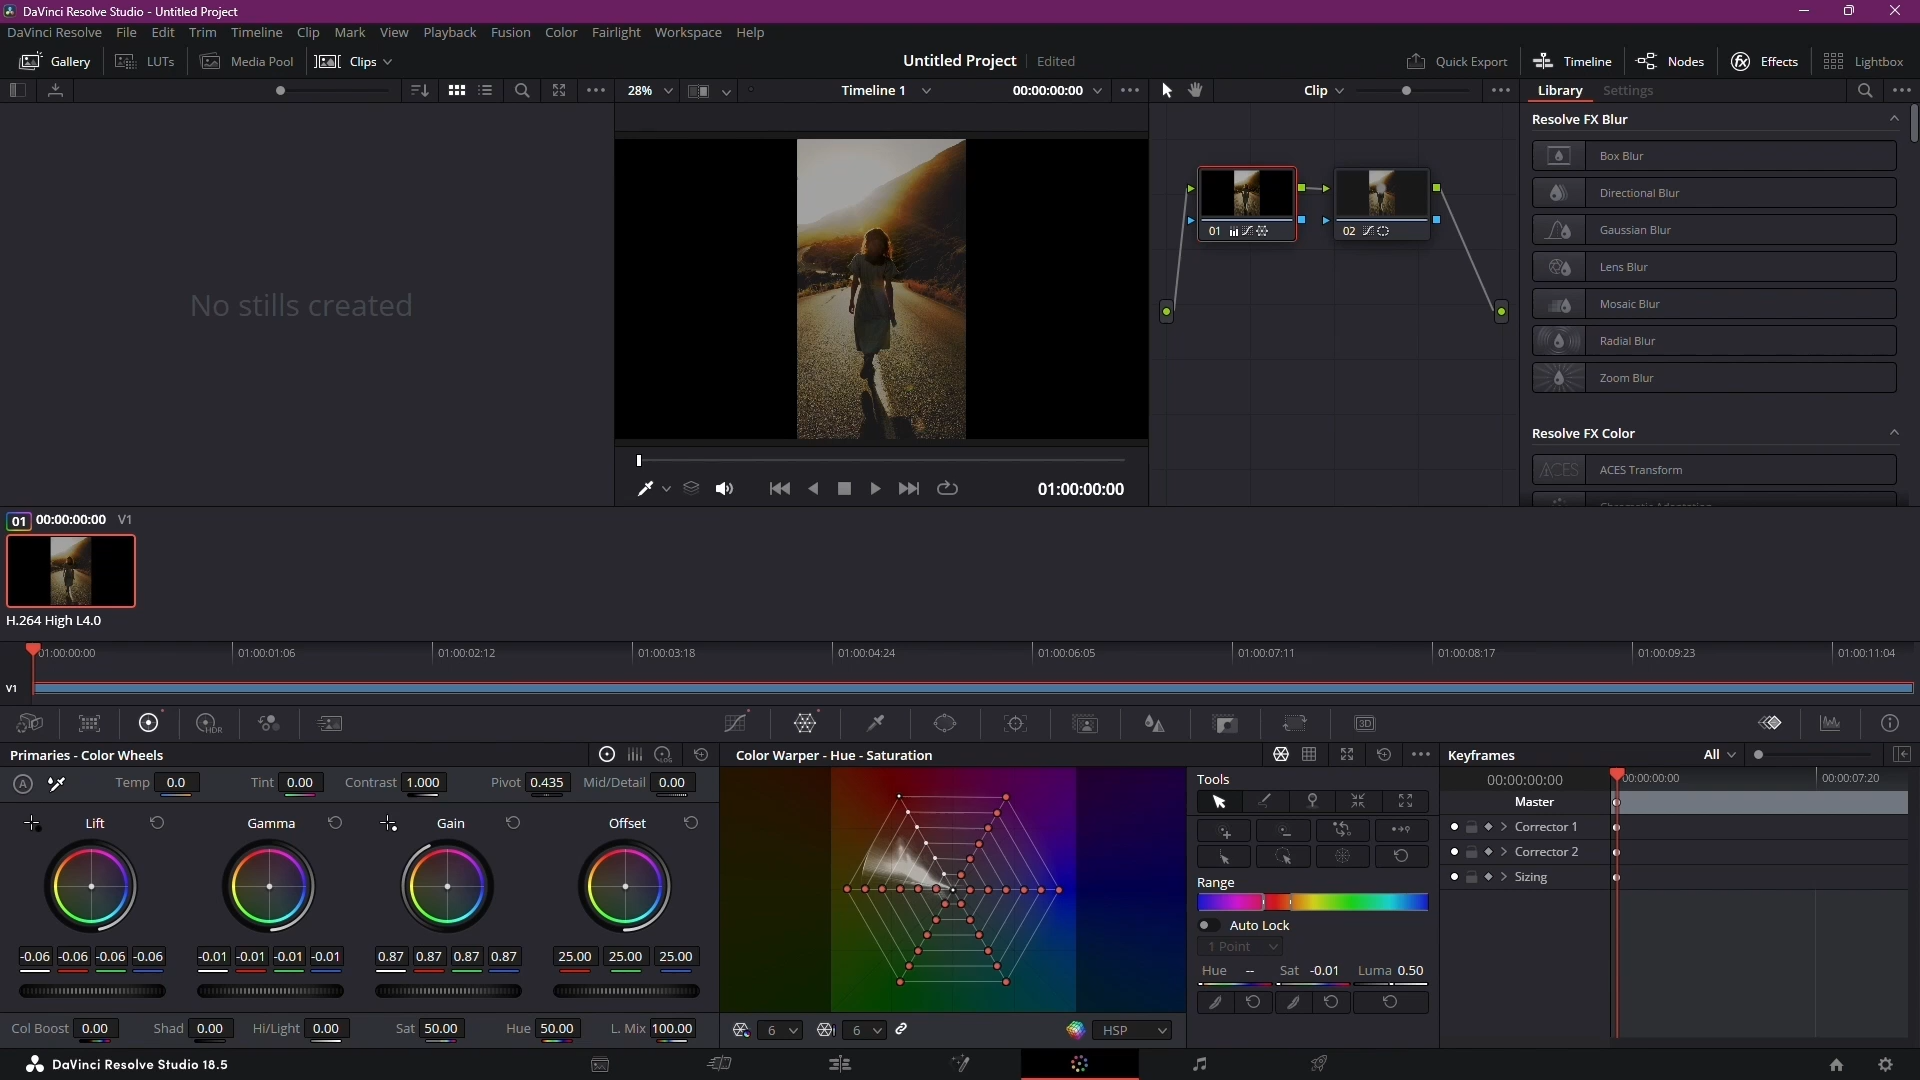 DaVinci Resolve Studio - Untitled Project
DaVinci Resolve File Edit Trim Timeline Clip Mark View Playback Fusion Color Fairlight Workspace Help
Gallery LUTs Media Pool Clips Untitled Project Edited Quick Export Timeline Nodes Effects Lightbox
28% Timeline 1 00:00:00:00 Clip Library Settings
Resolve FX Blur
Box Blur
Directional Blur
Gaussian Blur
Lens Blur
Mosaic Blur
Radial Blur
Zoom Blur
Resolve FX Color
ACES ACES Transform
No stills created
01 02
01:00:00:00
01 00:00:00:00 V1
H.264 High L4.0
01:00:00:00 01:00:01:06 01:00:02:12 01:00:03:18 01:00:04:24 01:00:06:05 01:00:07:11 01:00:08:17 01:00:09:23 01:00:11:04
V1
HDR 3D
Primaries - Color Wheels LOG
A Temp 0.0 Tint 0.00 Contrast 1.000 Pivot 0.435 Mid/Detail 0.00
Lift Gamma Gain Offset
-0.06 -0.06 -0.06 -0.06 -0.01 -0.01 -0.01 -0.01 0.87 0.87 0.87 0.87 25.00 25.00 25.00
Col Boost 0.00 Shad 0.00 Hi/Light 0.00 Sat 50.00 Hue 50.00 L. Mix 100.00
Color Warper - Hue - Saturation
6 6 HSP
Tools
Range
Auto Lock
1 Point
Hue -- Sat -0.01 Luma 0.50
Keyframes All
00:00:00:00 00:00:00:00 00:00:07:20
Master
Corrector 1
Corrector 2
Sizing
DaVinci Resolve Studio 18.5